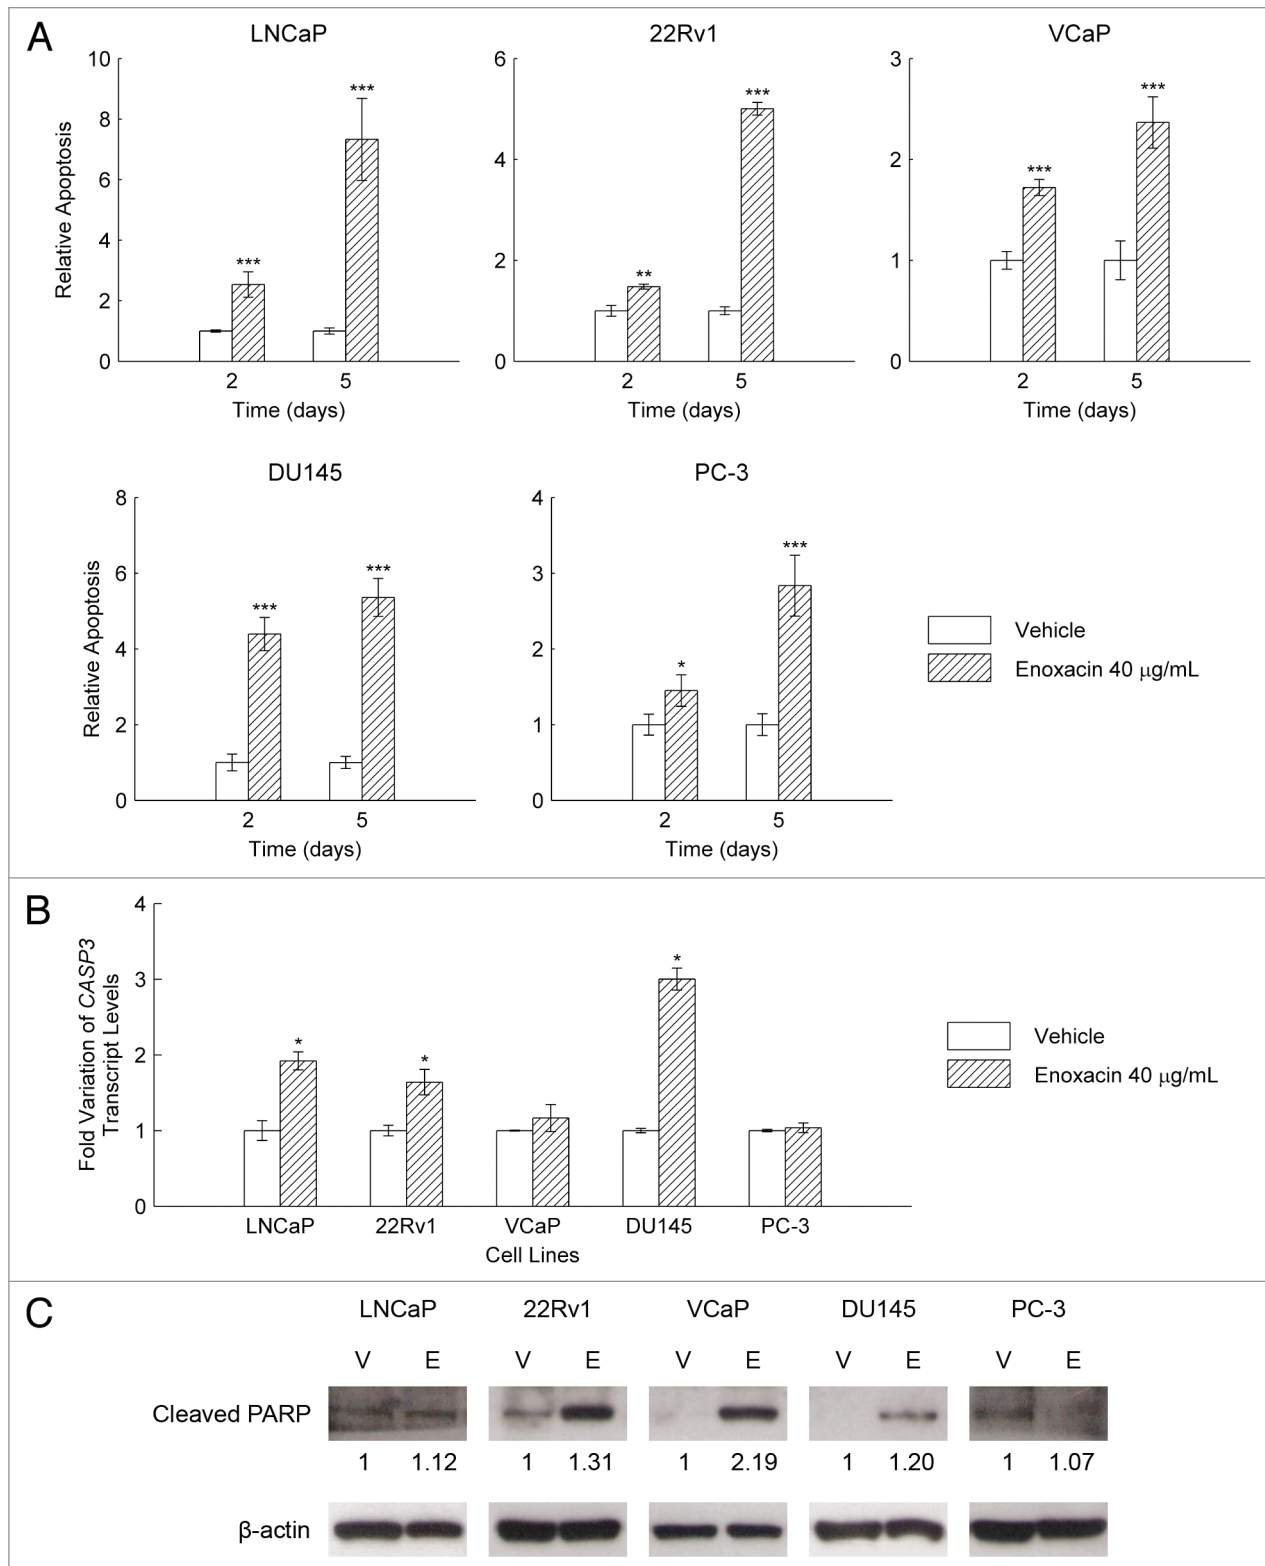 A
LNCaP
22Rv1
VCaP
Relative Apoptosis
10
8
6
4
2
0
***
***
2
5
Time (days)
6
4
2
0
**
***
2
5
Time (days)
3
2
1
0
***
***
2
5
Time (days)
DU145
PC-3
Relative Apoptosis
8
6
4
2
0
***
***
2
5
Time (days)
4
3
2
1
0
*
***
2
5
Time (days)
Vehicle
Enoxacin 40 μg/mL
B
Fold Variation of CASP3
Transcript Levels
4
3
2
1
0
*
*
*
LNCaP 22Rv1 VCaP DU145 PC-3
Cell Lines
Vehicle
Enoxacin 40 μg/mL
C
LNCaP 22Rv1 VCaP DU145 PC-3
V E V E V E V E V E
Cleaved PARP
1 1.12 1 1.31 1 2.19 1 1.20 1 1.07
β-actin